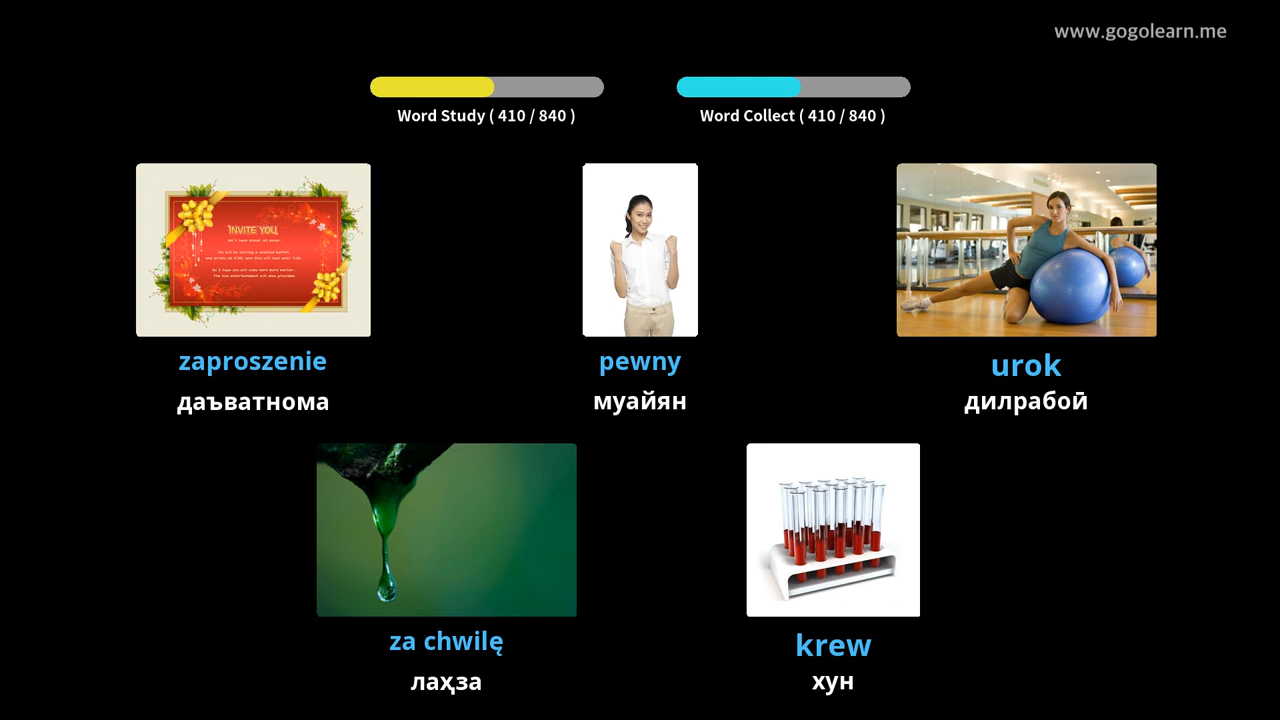 www.gogolearn.me
Word Study ( 410 / 840 )
Word Collect ( 410 / 840 )
INVITE YOU
zaproszenie
pewny
urok
даъватнома
муайян
дилрабоӣ
za chwilę
krew
лаҳза
хун